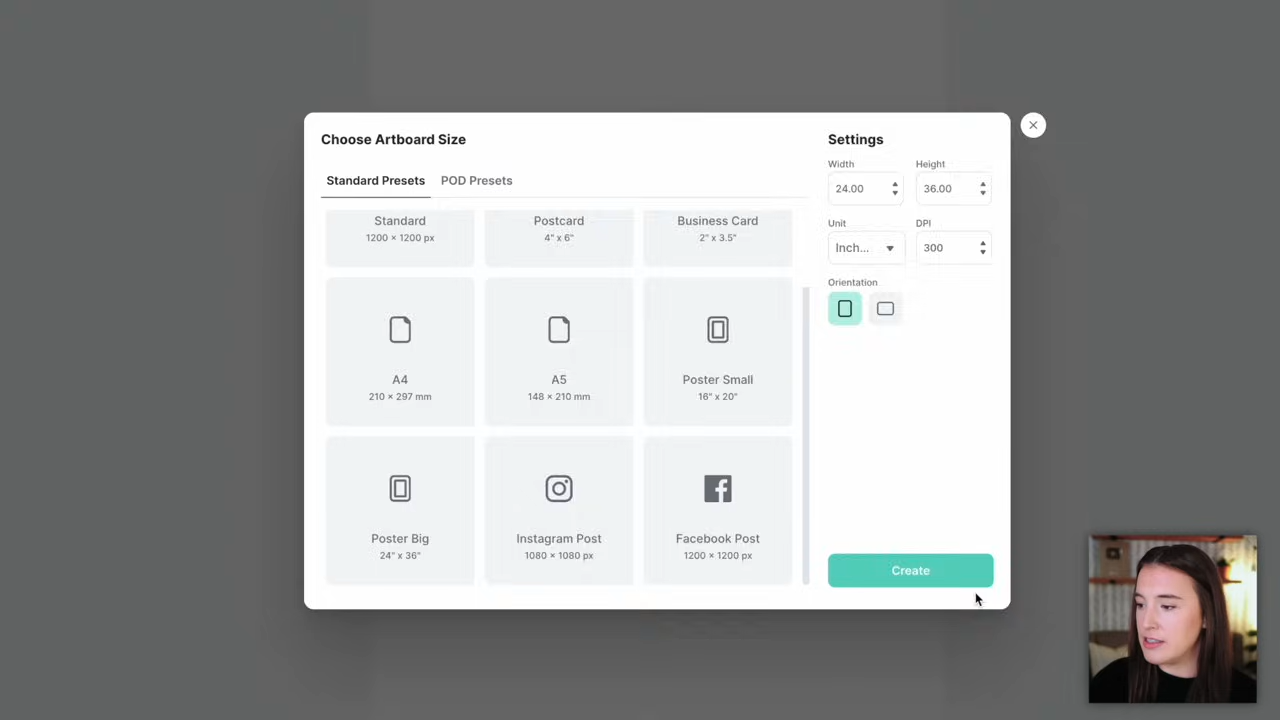 Choose Artboard Size
Standard Presets POD Presets
Standard
1200 × 1200 px
Postcard
4" x 6"
Business Card
2" x 3.5"
A4
210 × 297 mm
A5
148 × 210 mm
Poster Small
16" x 20"
Poster Big
24" x 36"
Instagram Post
1080 × 1080 px
Facebook Post
1200 × 1200 px
Settings
Width Height
24.00 36.00
Unit DPI
Inch... 300
Orientation
Create